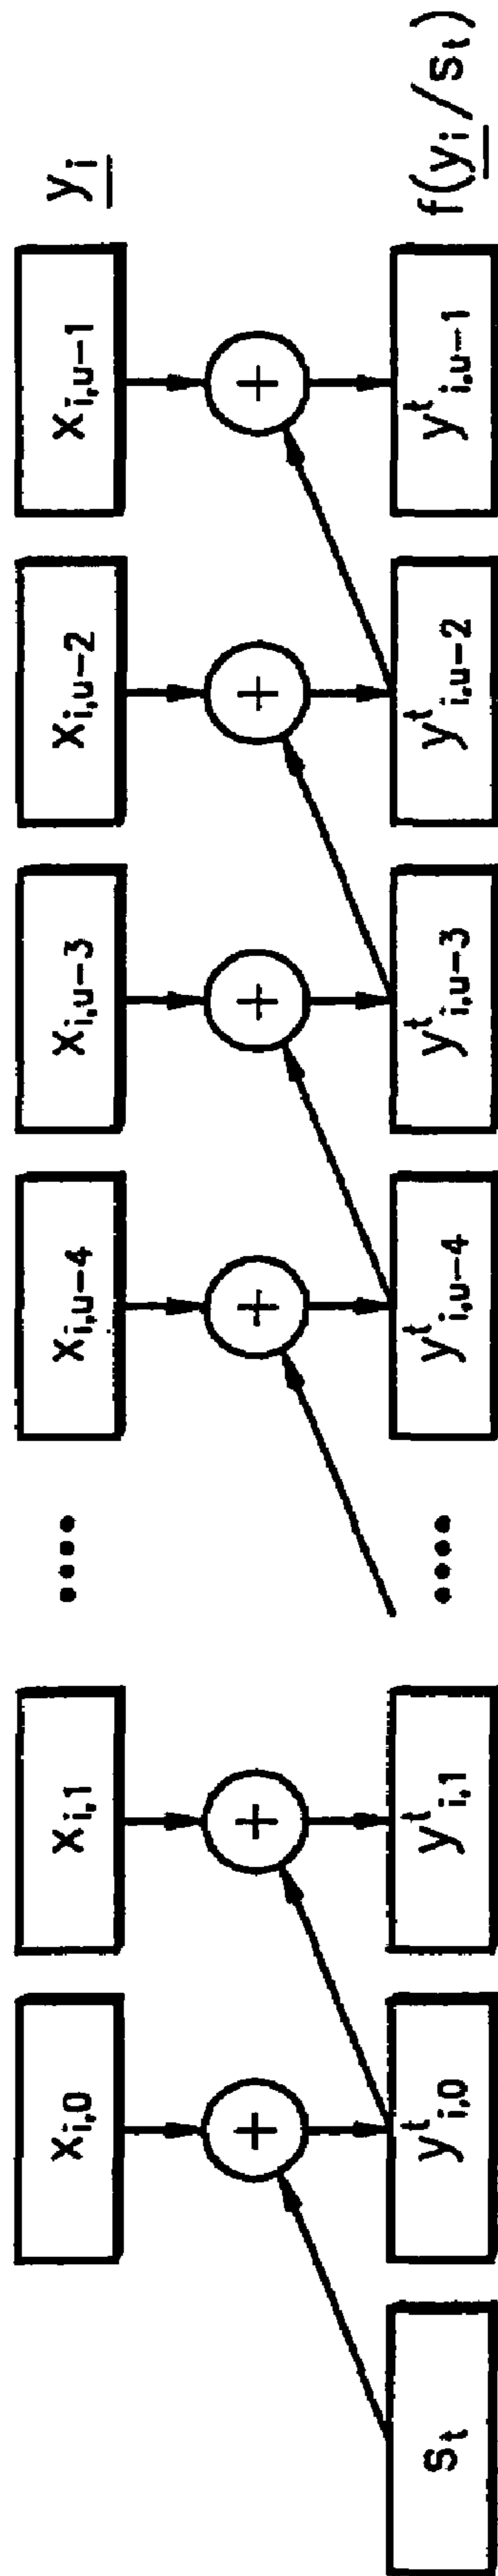 x_{i,0} x_{i,1} •••• x_{i,u-4} x_{i,u-3} x_{i,u-2} x_{i,u-1} y_i
+ + + + + +
s_t y^t_{i,0} y^t_{i,1} •••• y^t_{i,u-4} y^t_{i,u-3} y^t_{i,u-2} y^t_{i,u-1} f(y_i/s_t)